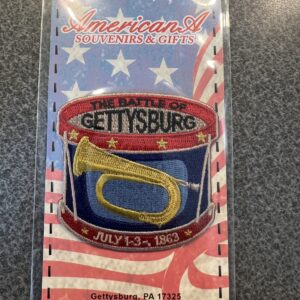 AmericanA
SOUVENIRS & GIFTS
THE BATTLE OF
GETTYSBURG
JULY 1-3-, 1863
Gettysburg, PA 17325